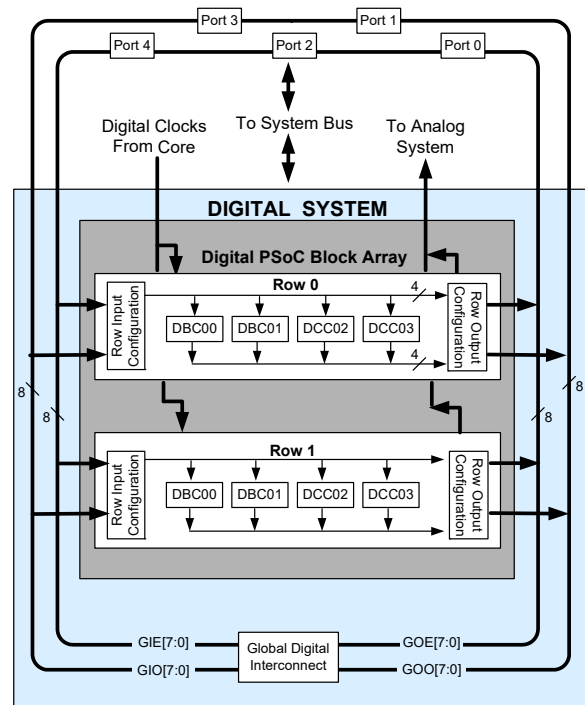 Port 3
Port 1
Port 4
Port 2
Port 0
Digital Clocks
From Core
To System Bus
To Analog
System
DIGITAL SYSTEM
Digital PSoC Block Array
Row 0
4
Row Input
Configuration
DBC00
DBC01
DCC02
DCC03
4
Row Output
Configuration
8
8
8
8
Row 1
Row Input
Configuration
DBC00
DBC01
DCC02
DCC03
Row Output
Configuration
GIE[7:0]
GIO[7:0]
Global Digital
Interconnect
GOE[7:0]
GOO[7:0]